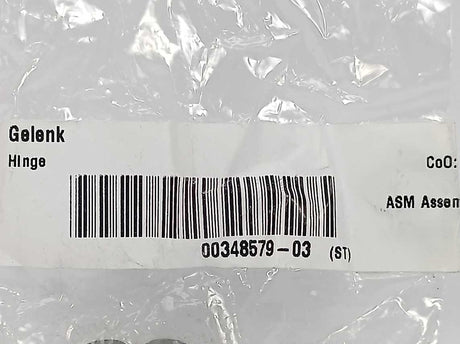 Gelenk
Hinge
CoO:
ASM Assem
00348579-03 (ST)